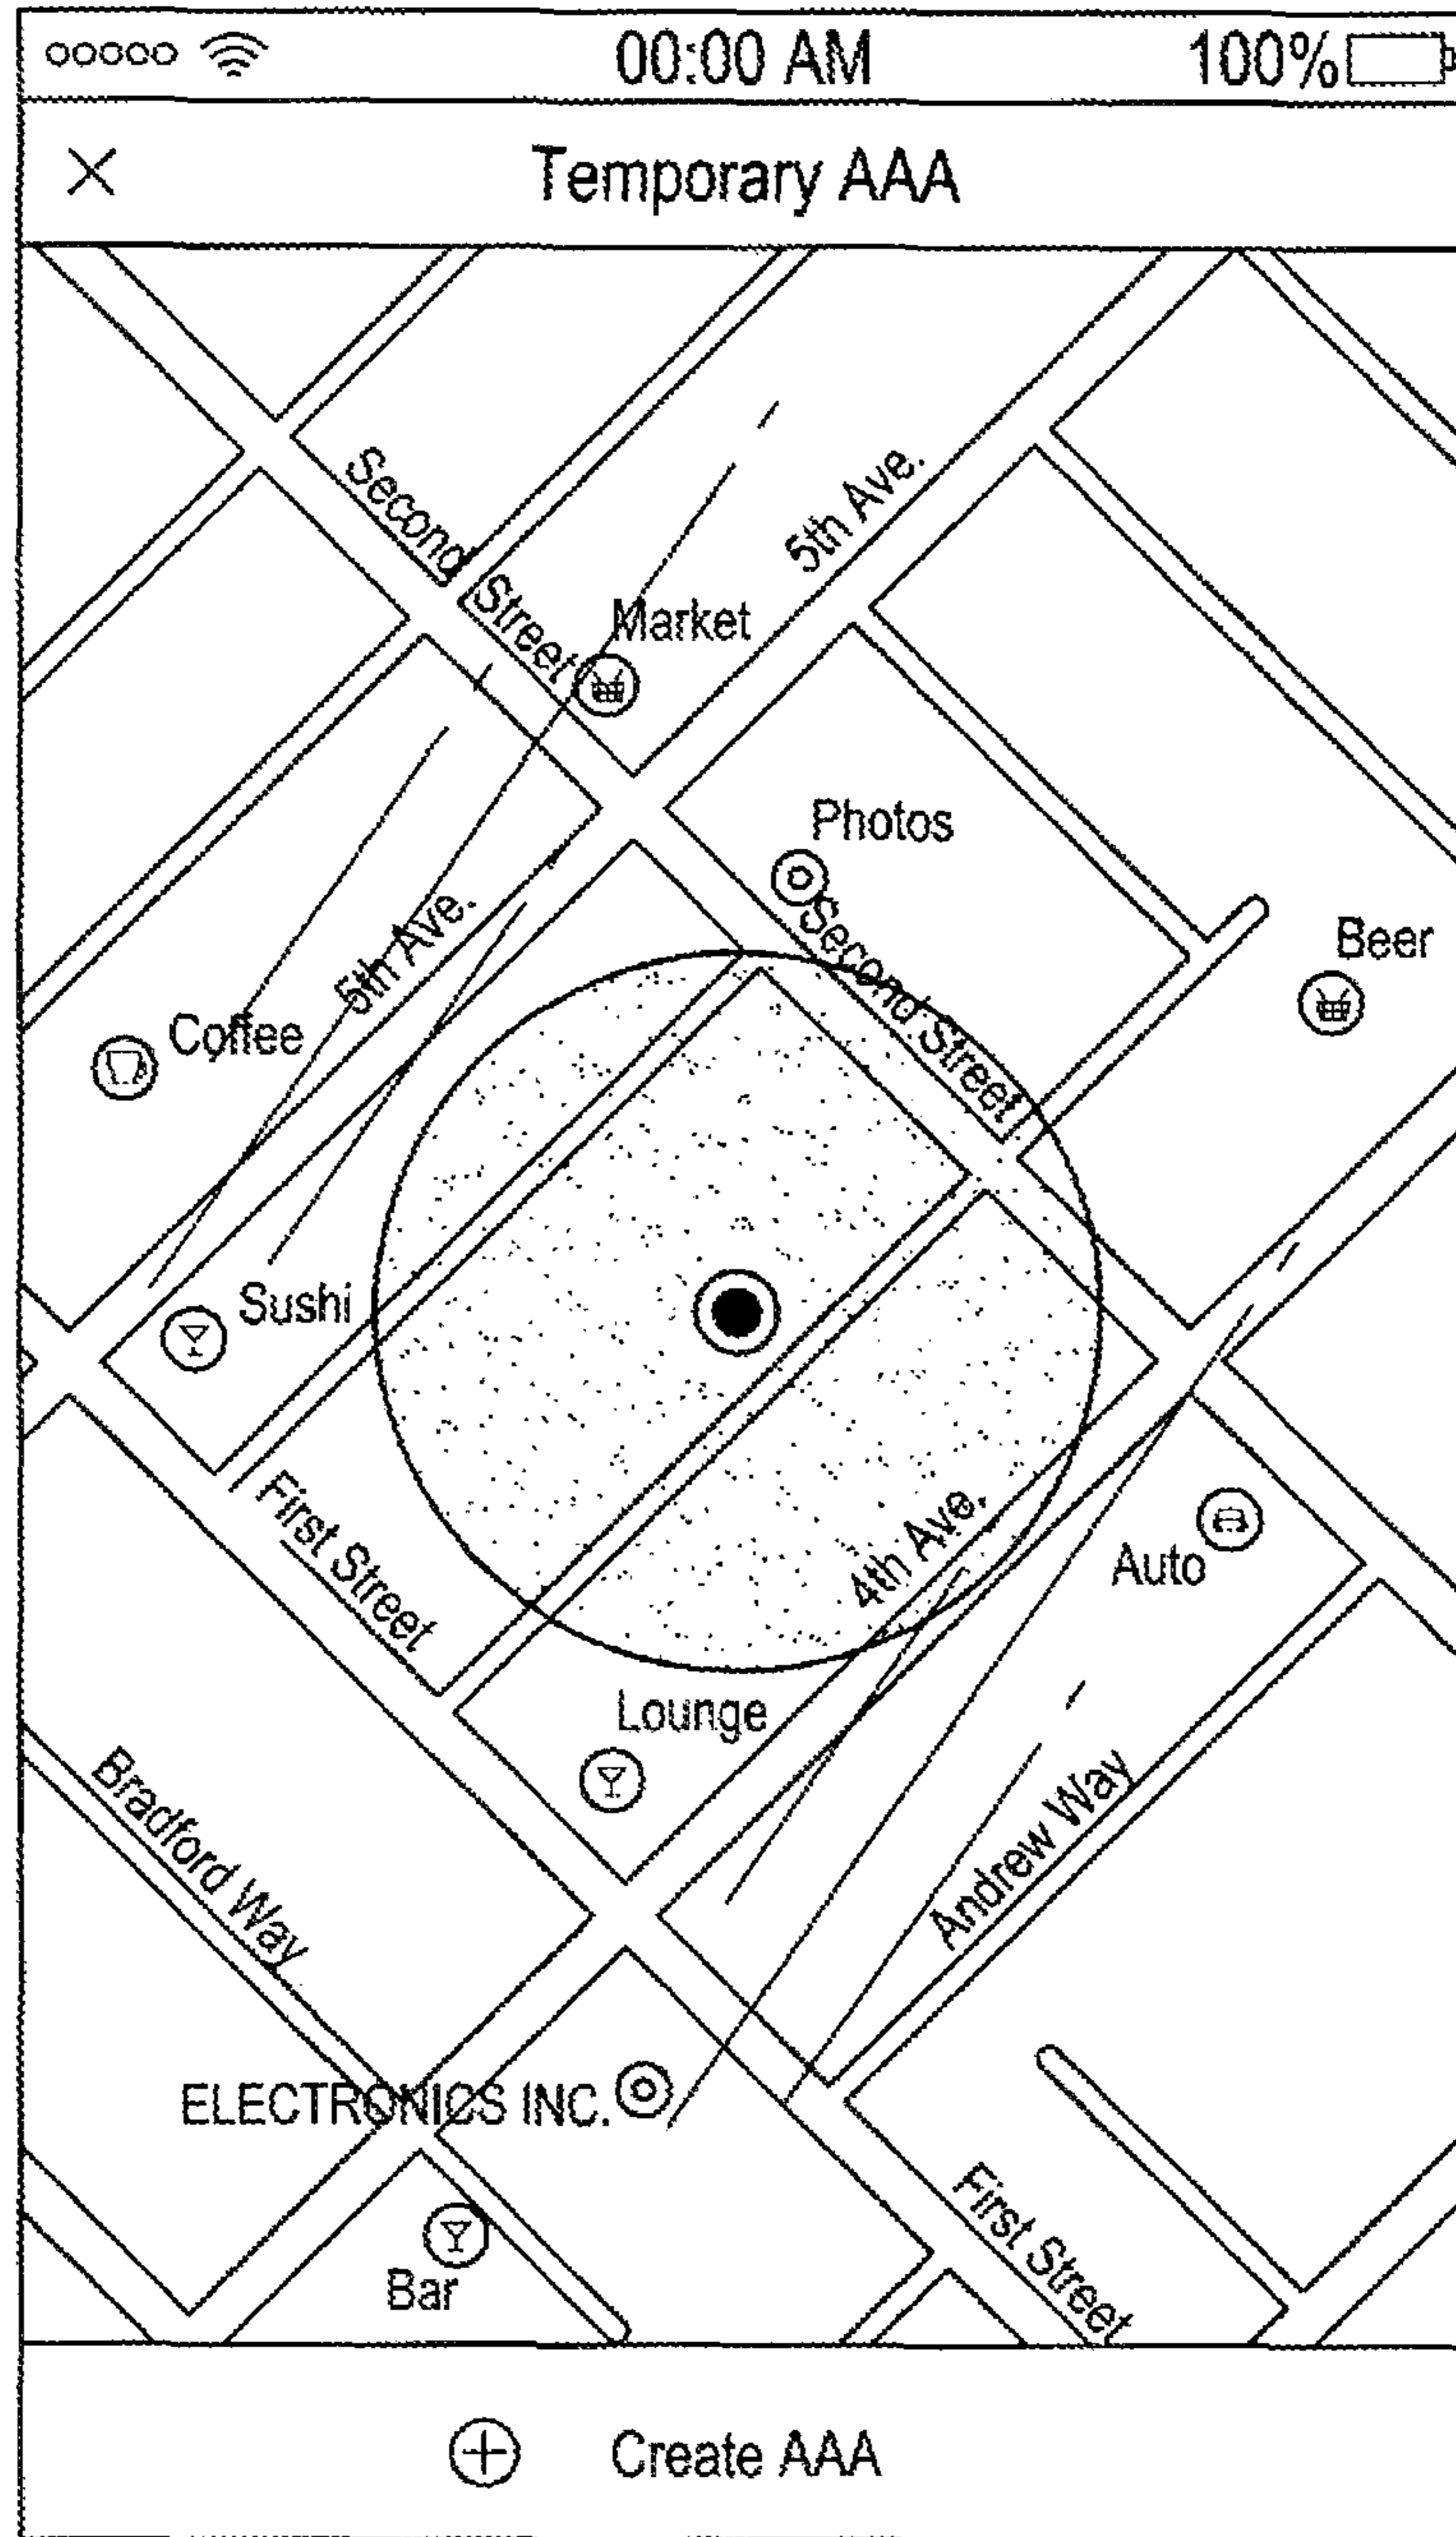 00:00 AM 100%
Temporary AAA
Second Street
5th Ave.
Market
Photos
Second Street
5th Ave.
Beer
Coffee
Sushi
First Street
4th Ave.
Auto
Lounge
Bradford Way
Andrew Way
ELECTRONICS INC.
First Street
Bar
Create AAA